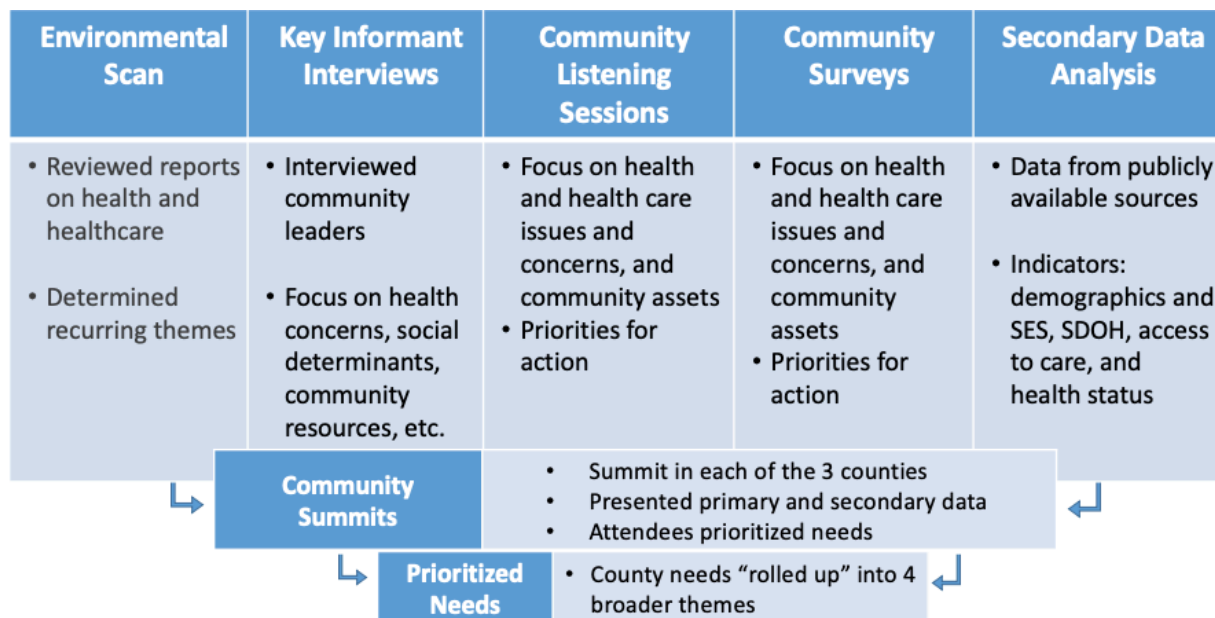 Environmental
Scan
Key Informant
Interviews
Community
Listening
Sessions
Community
Surveys
Secondary Data
Analysis
• Reviewed reports
on health and
healthcare
• Determined
recurring themes
• Interviewed
community
leaders
• Focus on health
concerns, social
determinants,
community
resources, etc.
• Focus on health
and health care
issues and
concerns, and
community assets
• Priorities for
action
• Focus on health
and health care
issues and
concerns, and
community
assets
• Priorities for
action
• Data from publicly
available sources
• Indicators:
demographics and
SES, SDOH, access
to care, and
health status
Community
Summits
• Summit in each of the 3 counties
• Presented primary and secondary data
• Attendees prioritized needs
Prioritized
Needs
• County needs “rolled up” into 4
broader themes